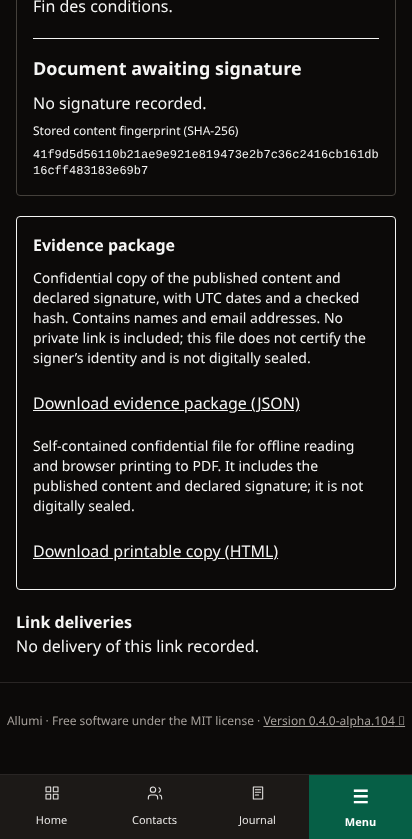 Fin des conditions.
Document awaiting signature
No signature recorded.
Stored content fingerprint (SHA-256)
41f9d5d56110b21ae9e921e819473e2b7c36c2416cb161db
16cff483183e69b7
Evidence package
Confidential copy of the published content and
declared signature, with UTC dates and a checked
hash. Contains names and email addresses. No
private link is included; this file does not certify the
signer’s identity and is not digitally sealed.
Download evidence package (JSON)
Self-contained confidential file for offline reading
and browser printing to PDF. It includes the
published content and declared signature; it is not
digitally sealed.
Download printable copy (HTML)
Link deliveries
No delivery of this link recorded.
Allumi · Free software under the MIT license · Version 0.4.0-alpha.104
Home
Contacts
Journal
Menu